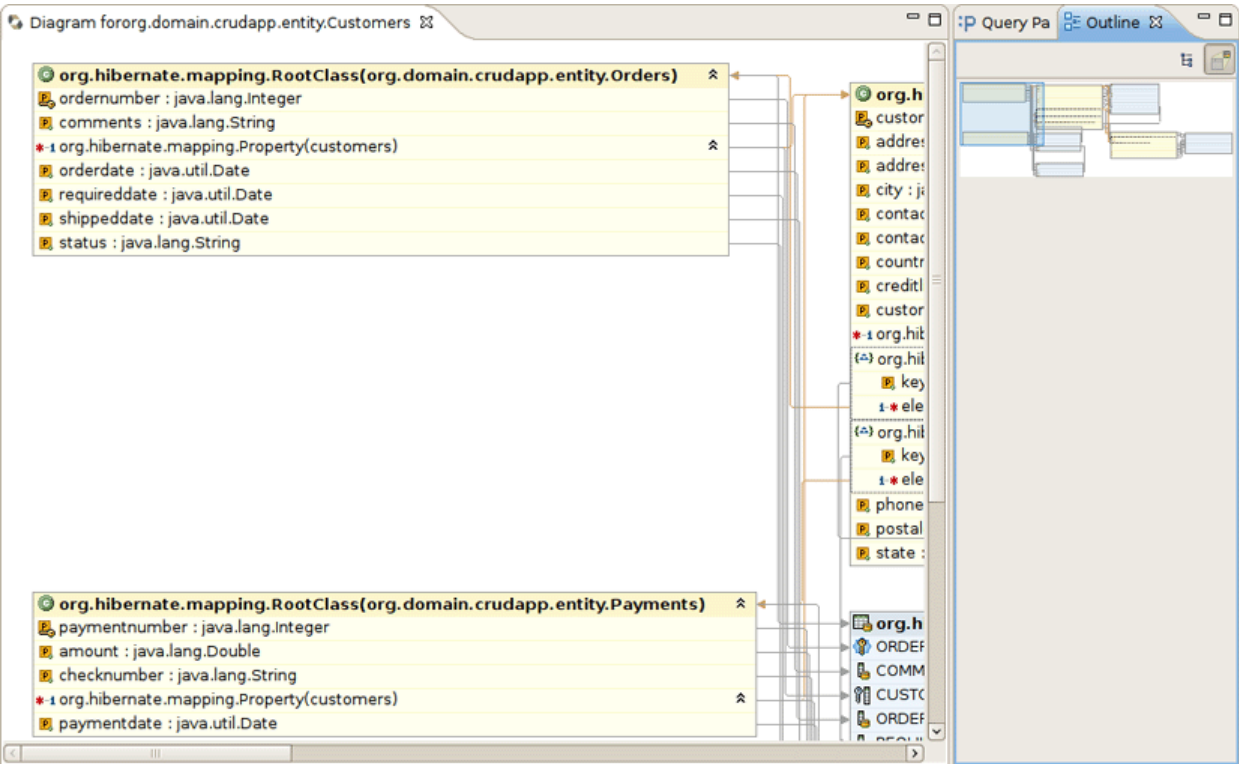 Diagram fororg.domain.crudapp.entity.Customers
Query Pa
Outline
org.hibernate.mapping.RootClass(org.domain.crudapp.entity.Orders)
ordernumber : java.lang.Integer
comments : java.lang.String
org.hibernate.mapping.Property(customers)
orderdate : java.util.Date
requireddate : java.util.Date
shippeddate : java.util.Date
status : java.lang.String
org.h
custor
addres
addres
city : ja
contac
contac
countr
creditl
custor
org.hib
org.hib
key
ele
org.hib
key
ele
phone
postal
state :
org.hibernate.mapping.RootClass(org.domain.crudapp.entity.Payments)
paymentnumber : java.lang.Integer
amount : java.lang.Double
checknumber : java.lang.String
org.hibernate.mapping.Property(customers)
paymentdate : java.util.Date
org.h
ORDER
COMM
CUSTO
ORDER